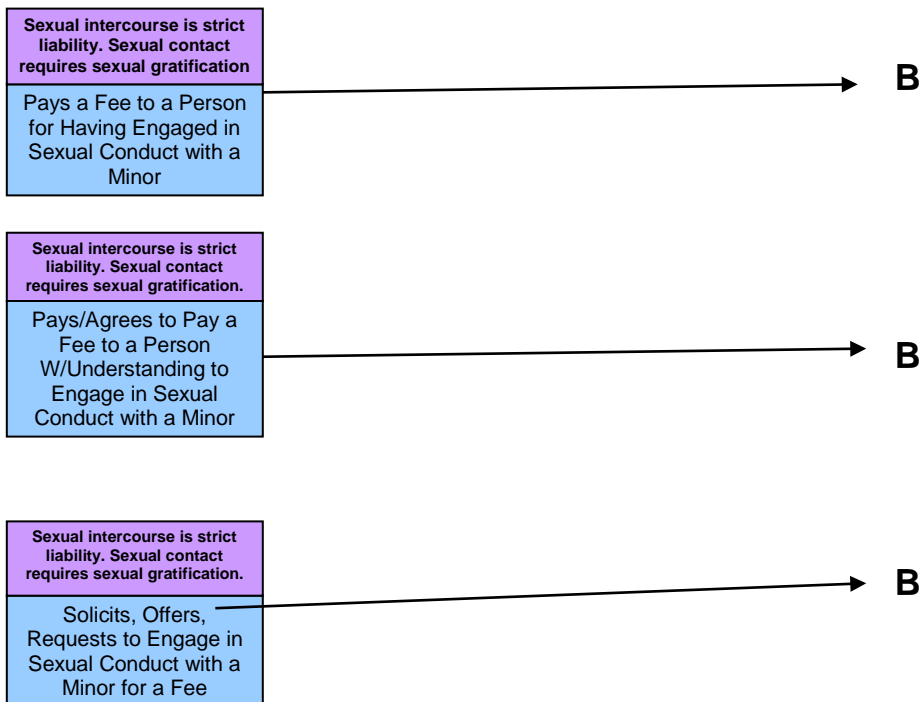 Sexual intercourse is strict
liability. Sexual contact
requires sexual gratification
B
Pays a Fee to a Person
for Having Engaged in
Sexual Conduct with a
Minor
Sexual intercourse is strict
liability. Sexual contact
requires sexual gratification.
Pays/Agrees to Pay a
Fee to a Person
W/Understanding to
Engage in Sexual
Conduct with a Minor
B
Sexual intercourse is strict
liability. Sexual contact
requires sexual gratification.
B
Solicits, Offers,
Requests to Engage in
Sexual Conduct with a
Minor for a Fee